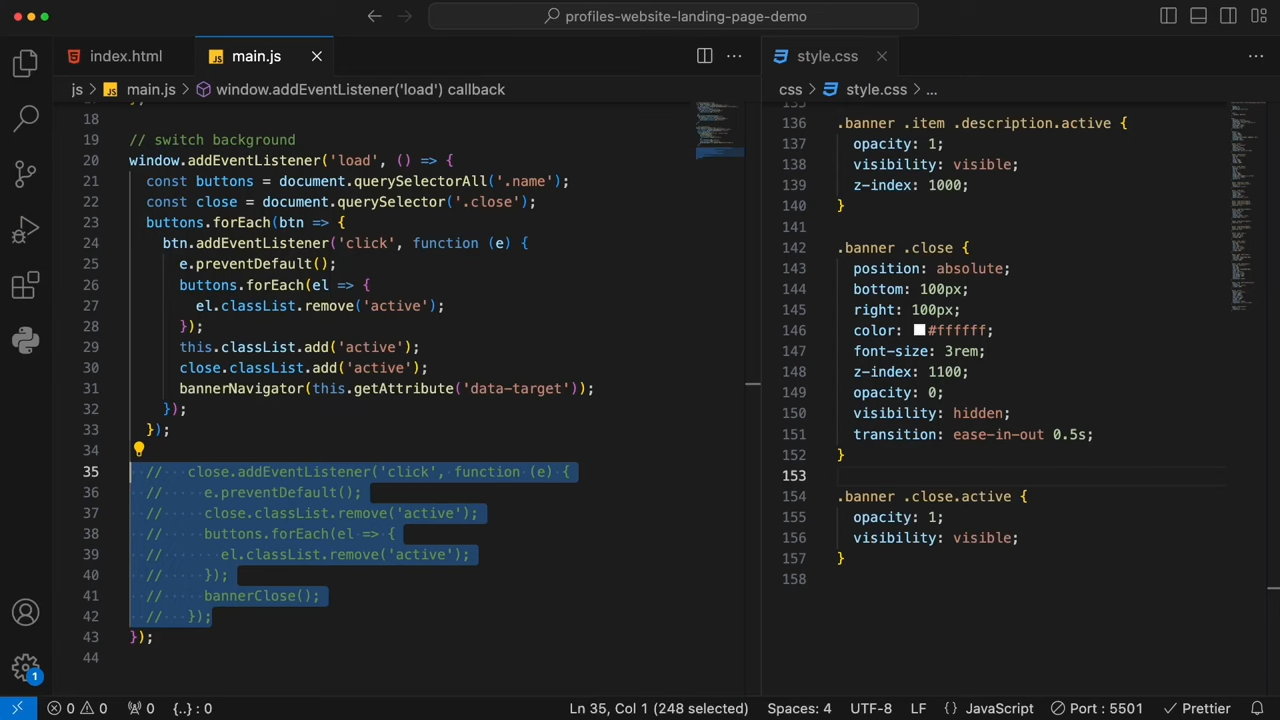 profiles-website-landing-page-demo
index.html
JS main.js
style.css
js › JS main.js › window.addEventListener('load') callback
css › style.css › ...
18
19 // switch background
20 window.addEventListener('load', () => {
21 const buttons = document.querySelectorAll('.name');
22 const close = document.querySelector('.close');
23 buttons.forEach(btn => {
24 btn.addEventListener('click', function (e) {
25 e.preventDefault();
26 buttons.forEach(el => {
27 el.classList.remove('active');
28 });
29 this.classList.add('active');
30 close.classList.add('active');
31 bannerNavigator(this.getAttribute('data-target'));
32 });
33 });
34
35 // close.addEventListener('click', function (e) {
36 // e.preventDefault();
37 // close.classList.remove('active');
38 // buttons.forEach(el => {
39 // el.classList.remove('active');
40 // });
41 // bannerClose();
42 // });
43 });
44
136 .banner .item .description.active {
137 opacity: 1;
138 visibility: visible;
139 z-index: 1000;
140 }
141
142 .banner .close {
143 position: absolute;
144 bottom: 100px;
145 right: 100px;
146 color: #ffffff;
147 font-size: 3rem;
148 z-index: 1100;
149 opacity: 0;
150 visibility: hidden;
151 transition: ease-in-out 0.5s;
152 }
153
154 .banner .close.active {
155 opacity: 1;
156 visibility: visible;
157 }
158
1
0 0 0 {..} : 0 Ln 35, Col 1 (248 selected) Spaces: 4 UTF-8 LF {} JavaScript Port : 5501 Prettier